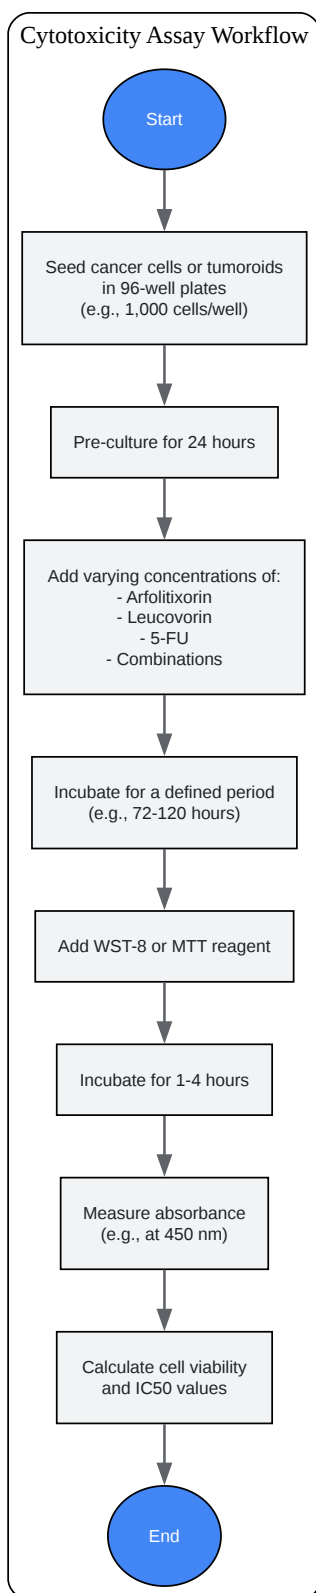 Cytotoxicity Assay Workflow
Start
Seed cancer cells or tumoroids
in 96-well plates
(e.g., 1,000 cells/well)
Pre-culture for 24 hours
Add varying concentrations of:
- Arfolitixorin
- Leucovorin
- 5-FU
- Combinations
Incubate for a defined period
(e.g., 72-120 hours)
Add WST-8 or MTT reagent
Incubate for 1-4 hours
Measure absorbance
(e.g., at 450 nm)
Calculate cell viability
and IC50 values
End